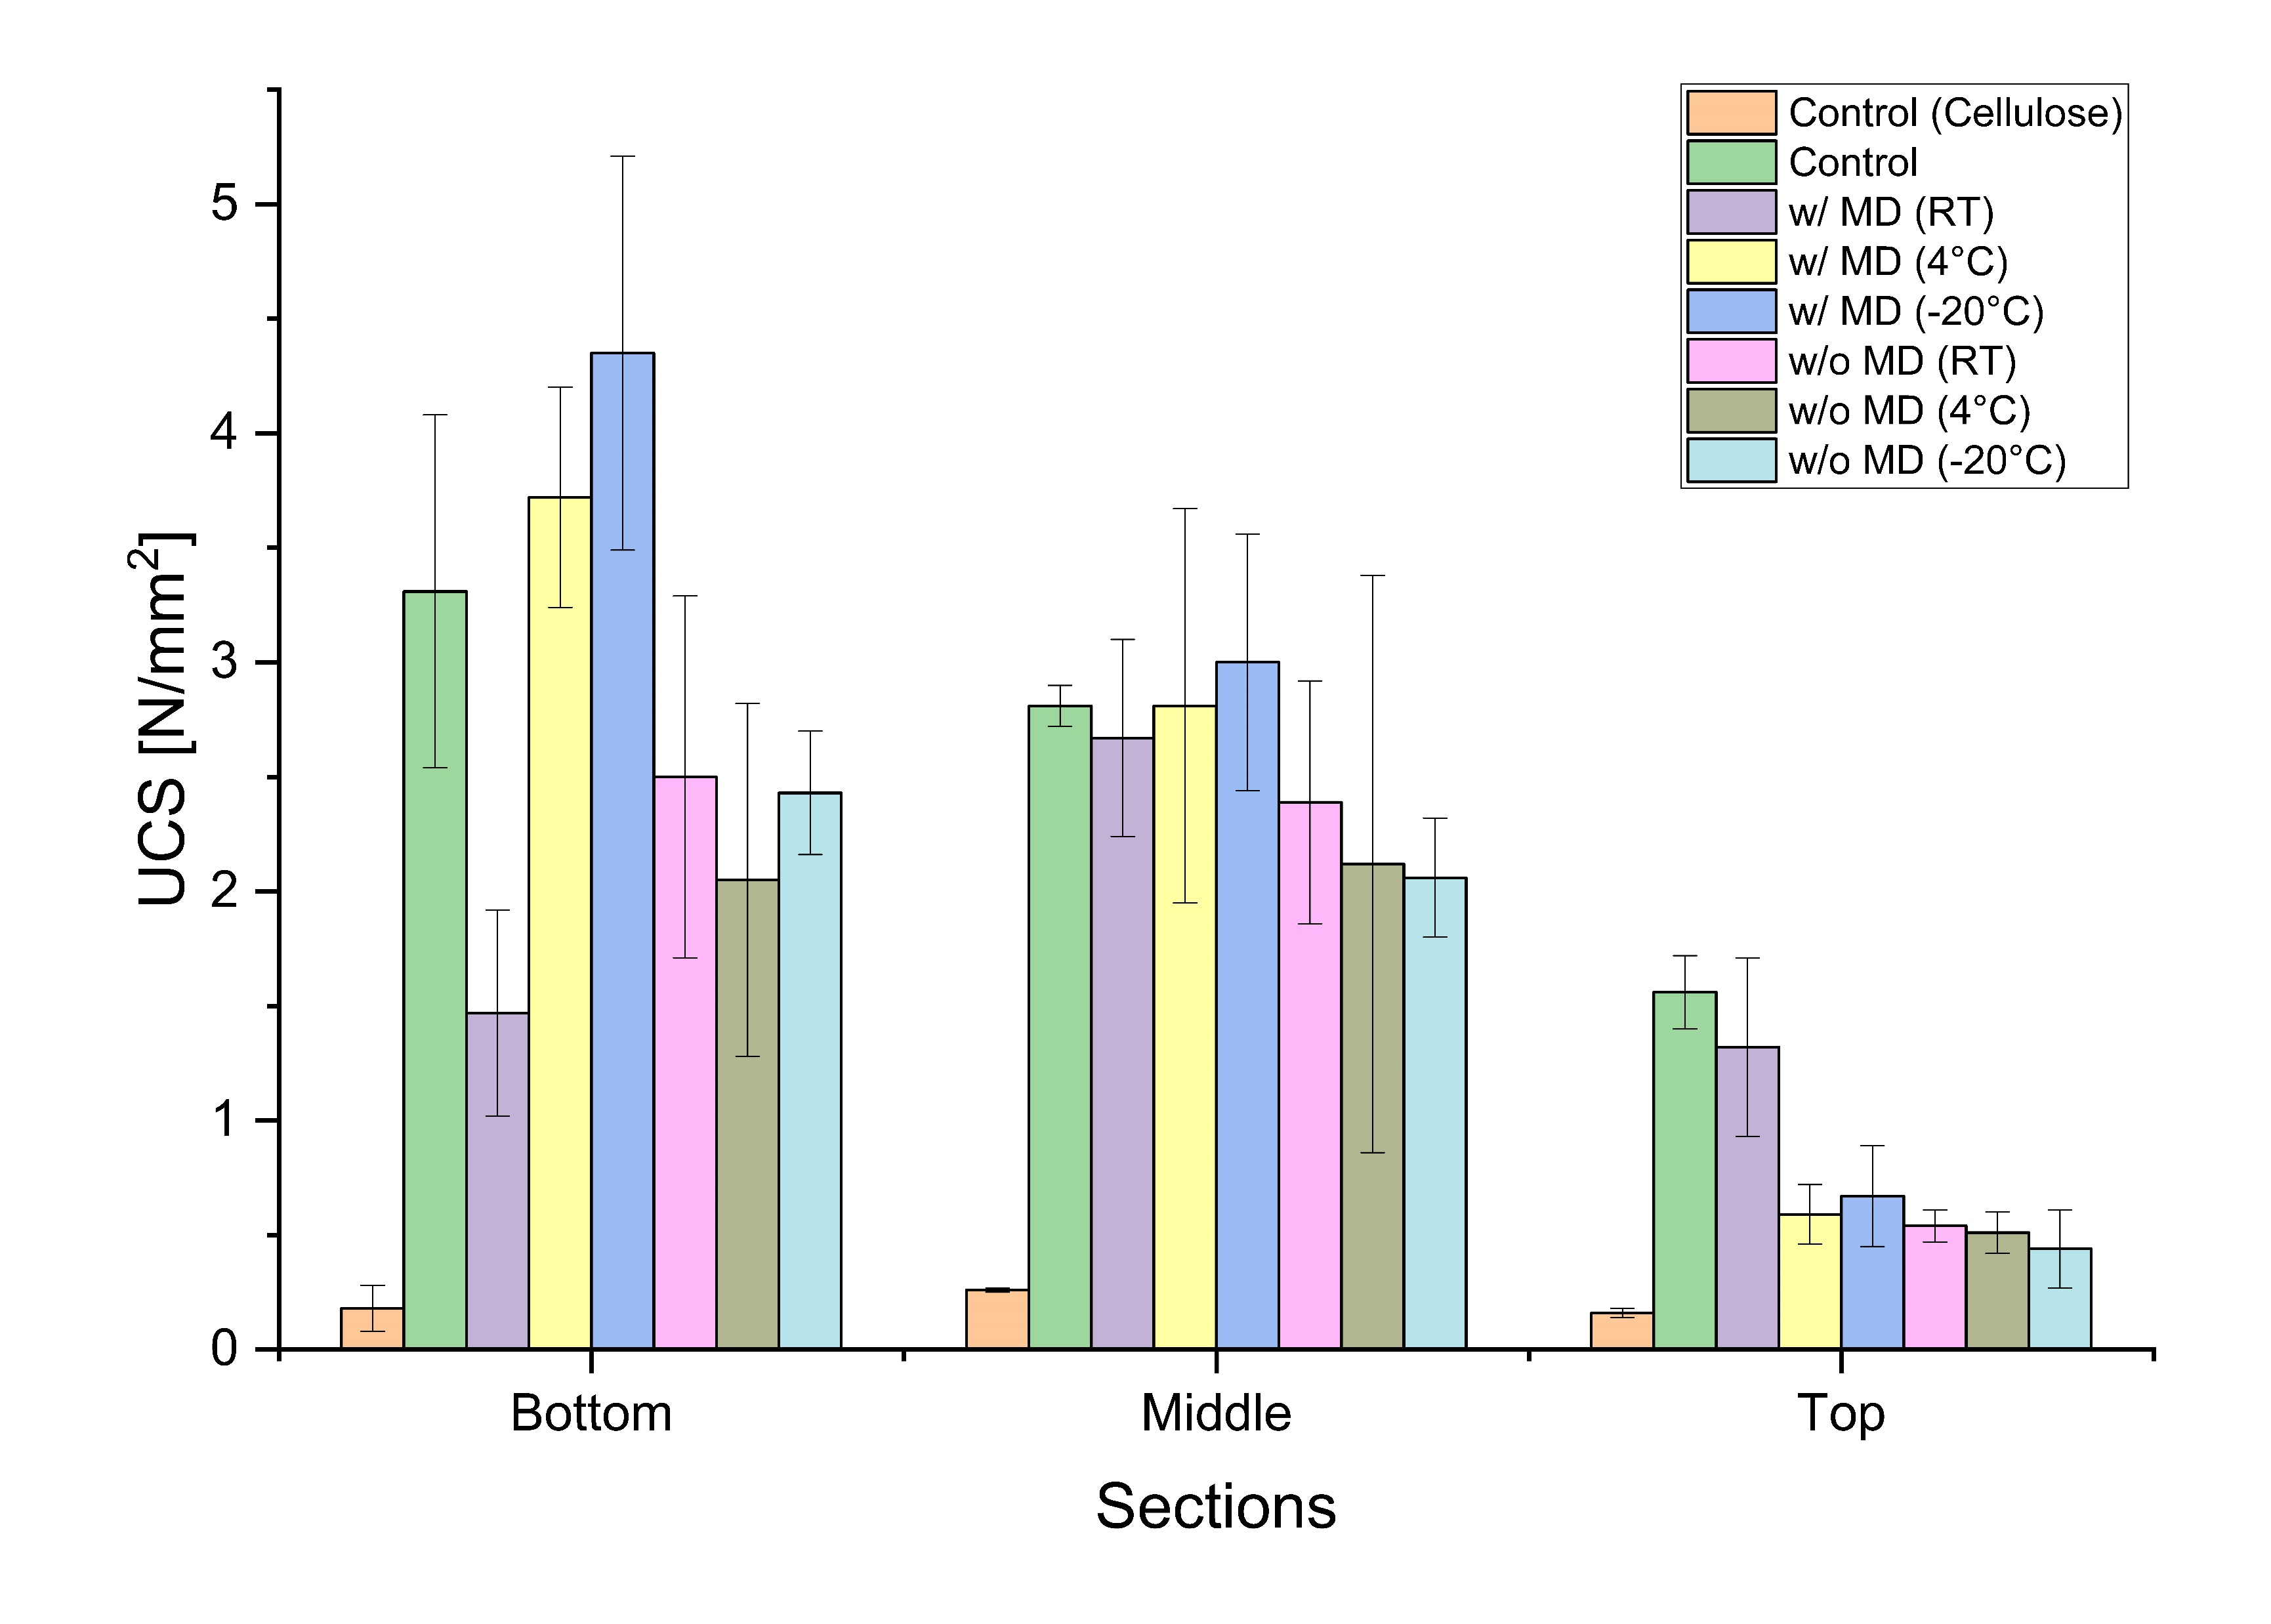 Control (Cellulose)
Control
w/ MD (RT)
w/ MD (4°C)
w/ MD (-20°C)
w/o MD (RT)
w/o MD (4°C)
w/o MD (-20°C)
UCS [N/mm²]
5
4
3
2
1
0
Bottom Middle Top
Sections